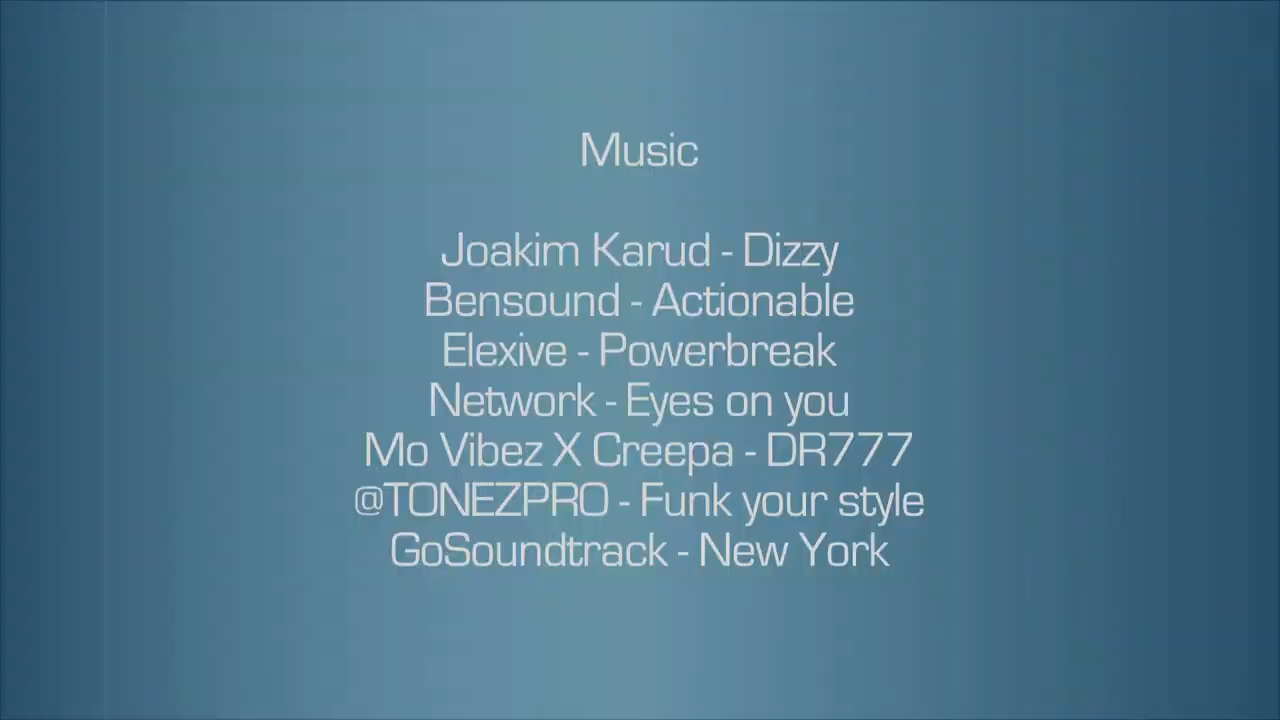 Music
Joakim Karud - Dizzy
Bensound - Actionable
Elexive - Powerbreak
Network - Eyes on you
Mo Vibez X Creepa - DR777
@TONEZPRO - Funk your style
GoSoundtrack - New York